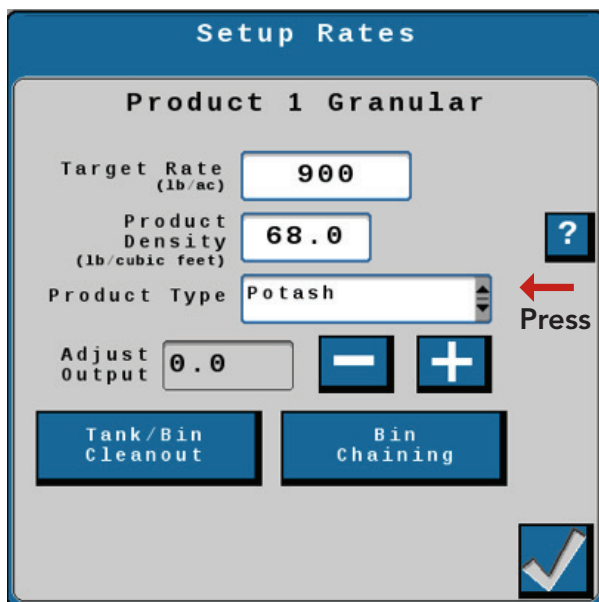 Setup Rates
Product 1 Granular
Target Rate
(lb/ac)
900
Product
Density
(lb/cubic feet)
68.0
?
Product Type
Potash
Press
Adjust
Output
0.0
Tank/Bin
Cleanout
Bin
Chaining